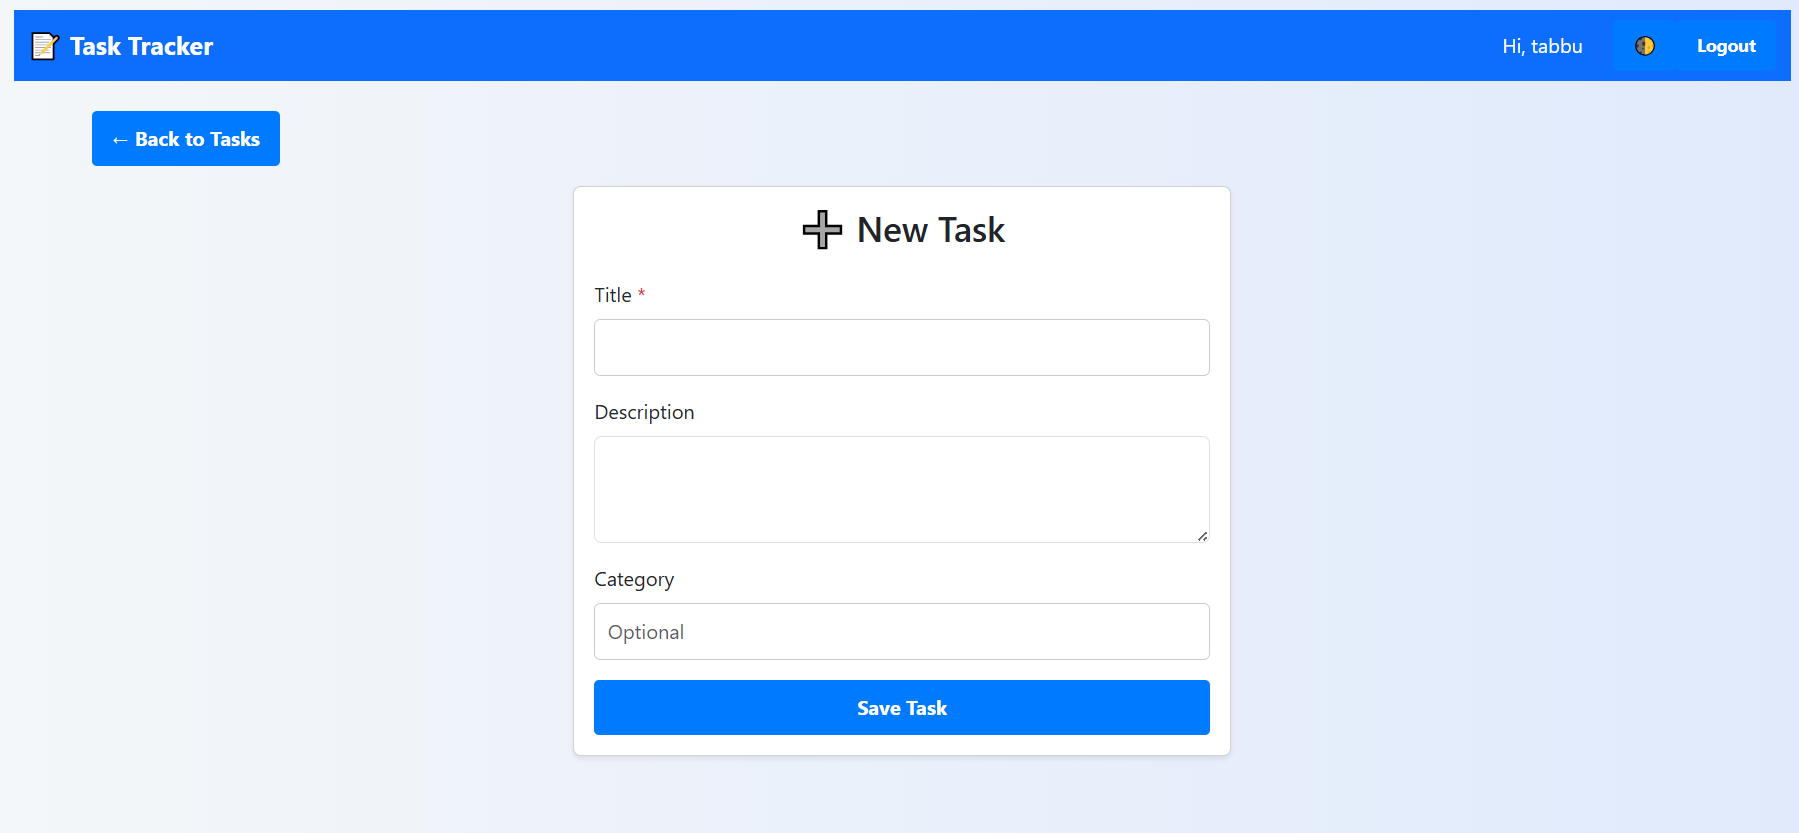 Task Tracker
Hi, tabbu
Logout
← Back to Tasks
New Task
Title *
Description
Category
Optional
Save Task